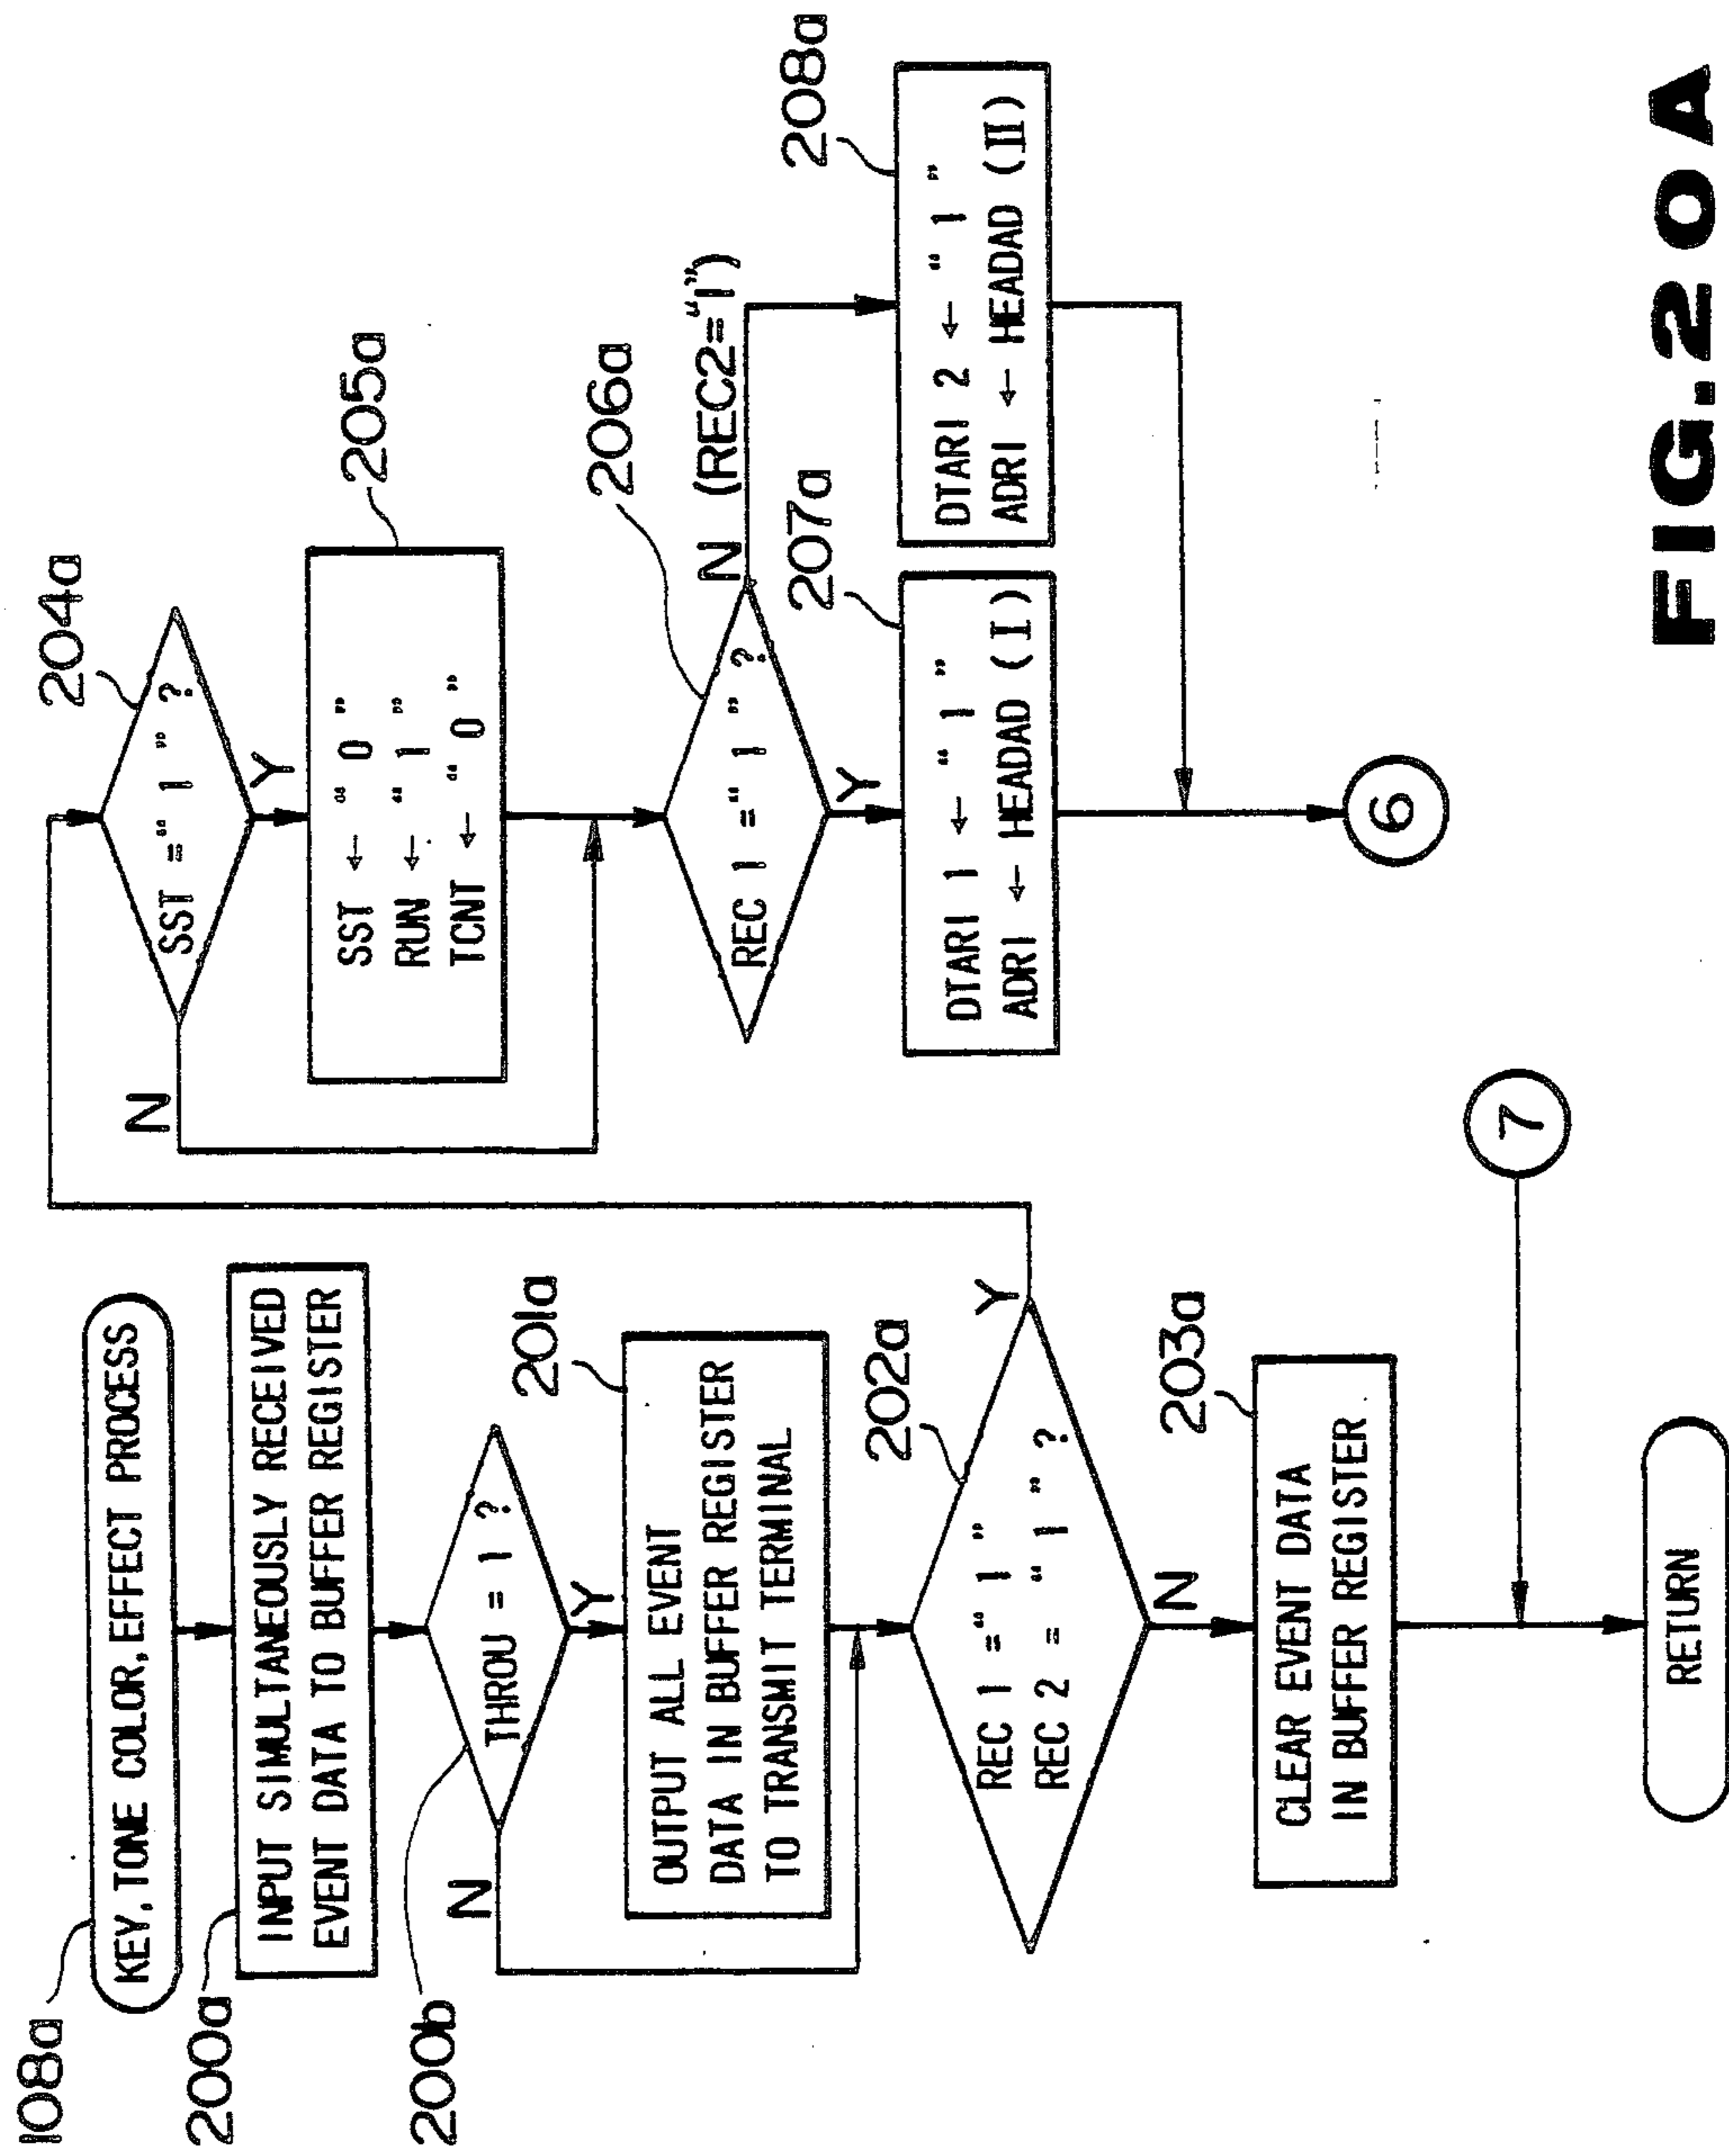 108a
KEY, TONE COLOR, EFFECT PROCESS
200a
INPUT SIMULTANEOUSLY RECEIVED
EVENT DATA TO BUFFER REGISTER
200b
THROU = 1 ?
N
Y
201a
OUTPUT ALL EVENT
DATA IN BUFFER REGISTER
TO TRANSMIT TERMINAL
202a
REC 1 = “ 1 ”
REC 2 = “ 1 ” ?
Y
N
203a
CLEAR EVENT DATA
IN BUFFER REGISTER
7
RETURN
204a
SST = “ 1 ” ?
N
Y
205a
SST ← “ 0 ”
RUN ← “ 1 ”
TCNT ← “ 0 ”
206a
REC 1 = “ 1 ” ?
N (REC2=“1”)
Y
207a
DTARI 1 ← “ 1 ”
ADRI ← HEADAD ( I )
208a
DTARI 2 ← “ 1 ”
ADRI ← HEADAD (II)
6
FIG.20A